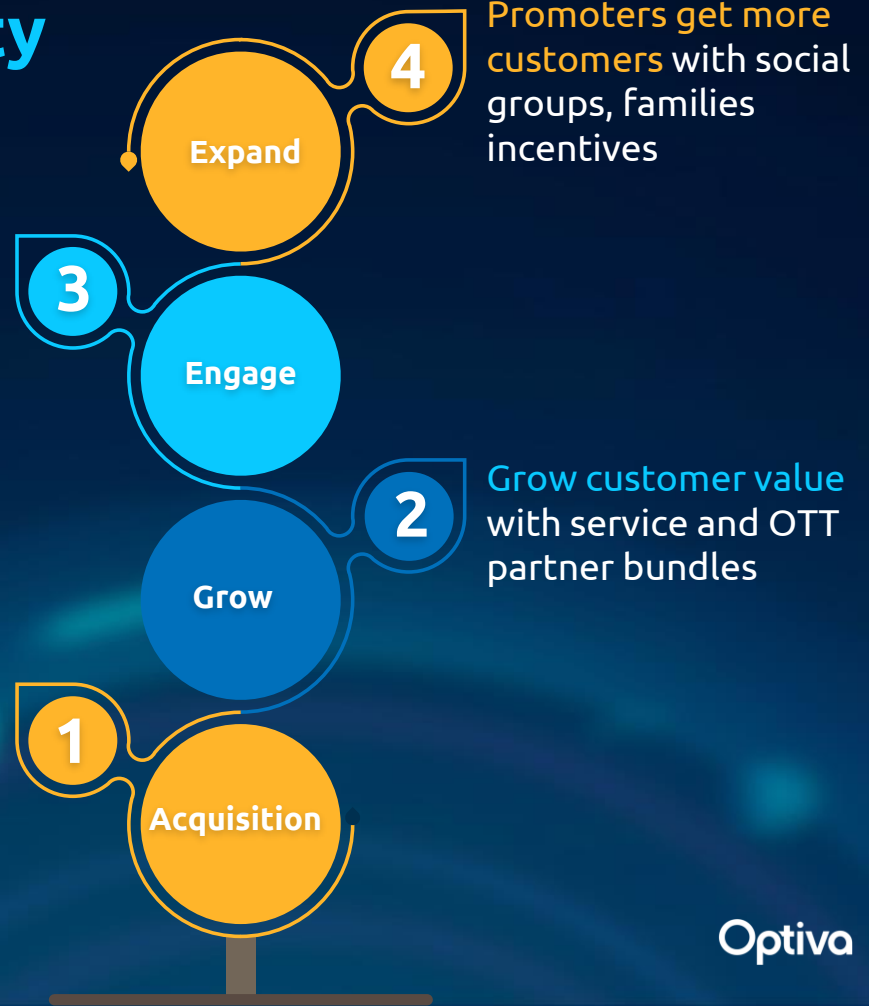 ty
Promoters get more
customers with social
groups, families
incentives
4
Expand
3
Engage
2
Grow customer value
with service and OTT
partner bundles
Grow
1
Acquisition
Optiva